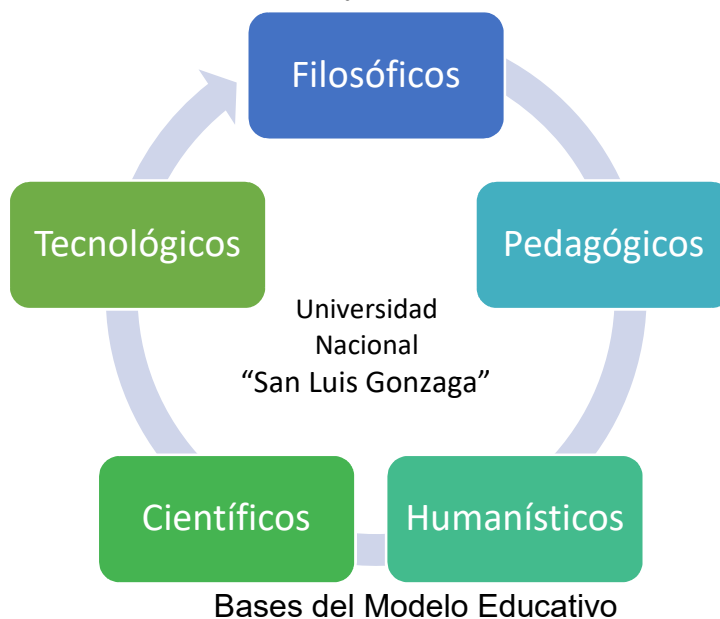 Filosóficos
Tecnológicos
Pedagógicos
Universidad
Nacional
“San Luis Gonzaga”
Científicos
Humanísticos
Bases del Modelo Educativo